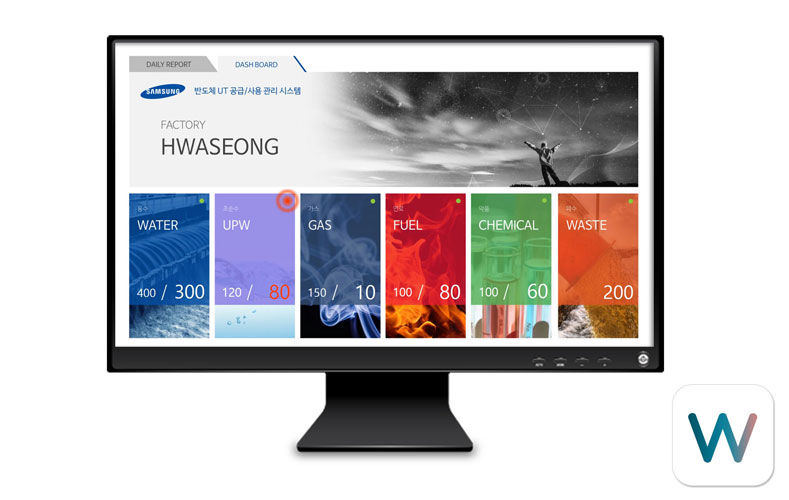 DAILY REPORT
DASH BOARD
SAMSUNG 반도체 UT 공급/사용 관리 시스템
FACTORY
HWASEONG
용수
WATER
400 / 300
초순수
UPW
120 / 80
가스
GAS
150 / 10
연료
FUEL
100 / 80
약품
CHEMICAL
100 / 60
폐수
WASTE
200
W